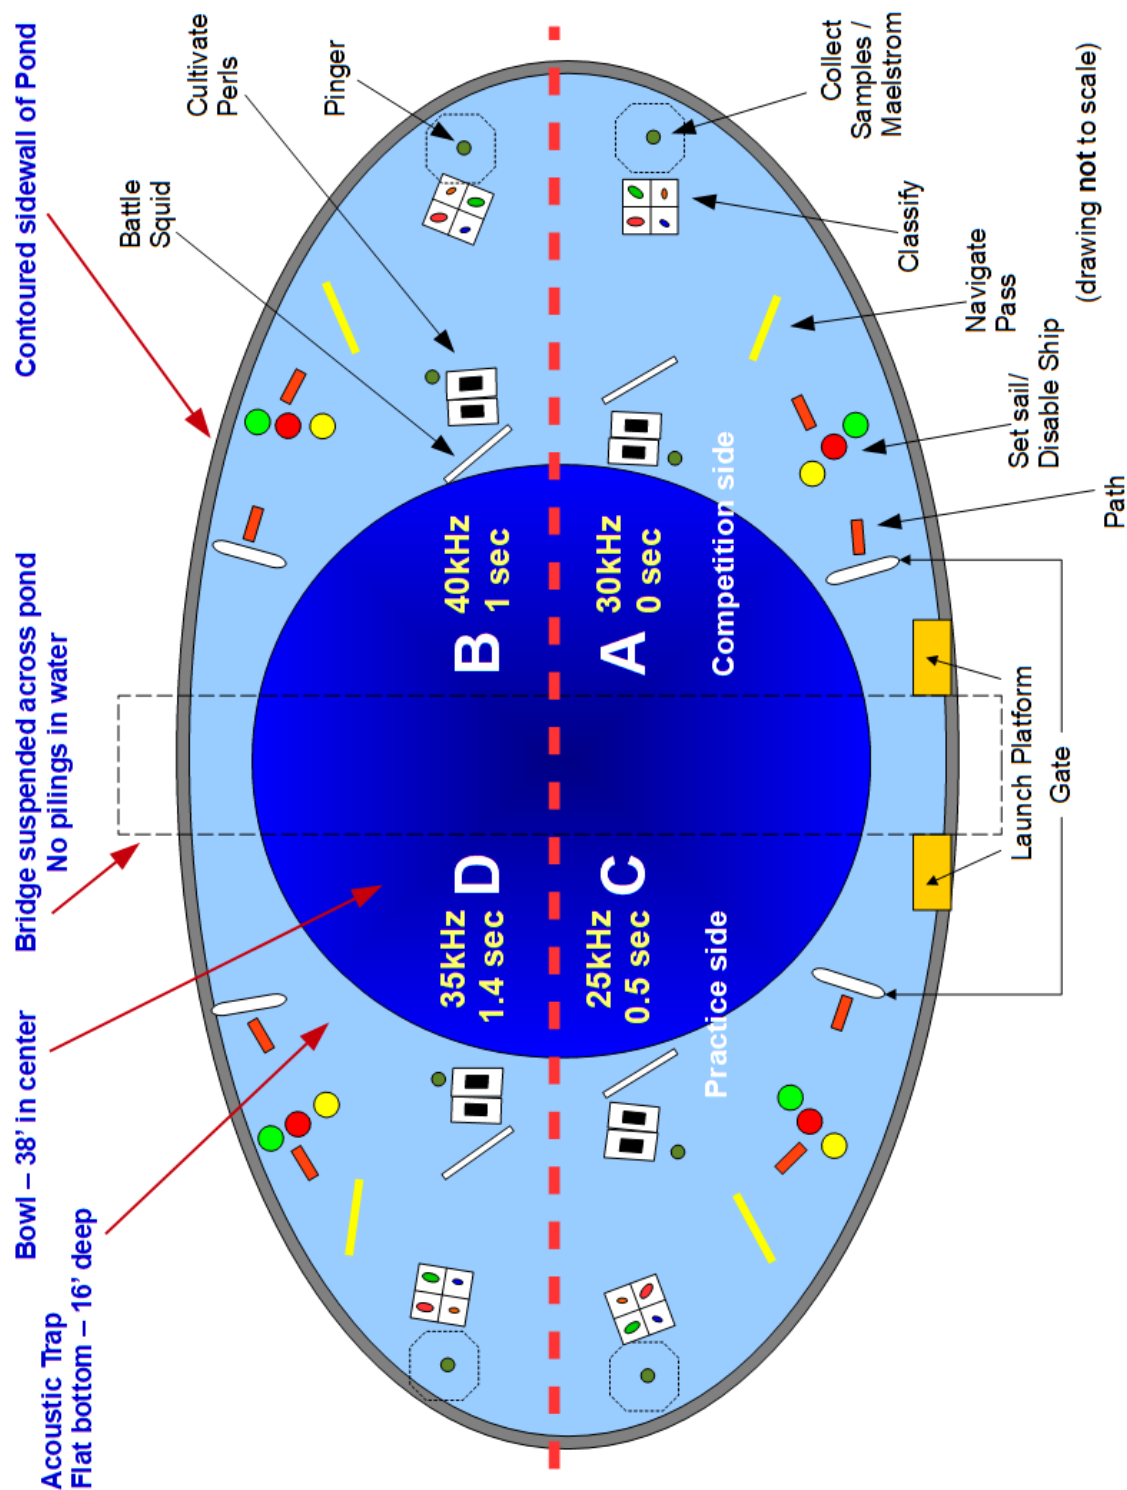 Contoured sidewall of Pond
Bridge suspended across pond
No pilings in water
Bowl – 38’ in center
Acoustic Trap
Flat bottom – 16’ deep
Battle
Squid
Cultivate
Perls
Pinger
D
35kHz
1.4 sec
B
40kHz
1 sec
C
25kHz
0.5 sec
A
30kHz
0 sec
Practice side
Competition side
Collect
Samples /
Maelstrom
Classify
Navigate
Pass
Set sail/
Disable Ship
Path
Launch Platform
Gate
(drawing not to scale)